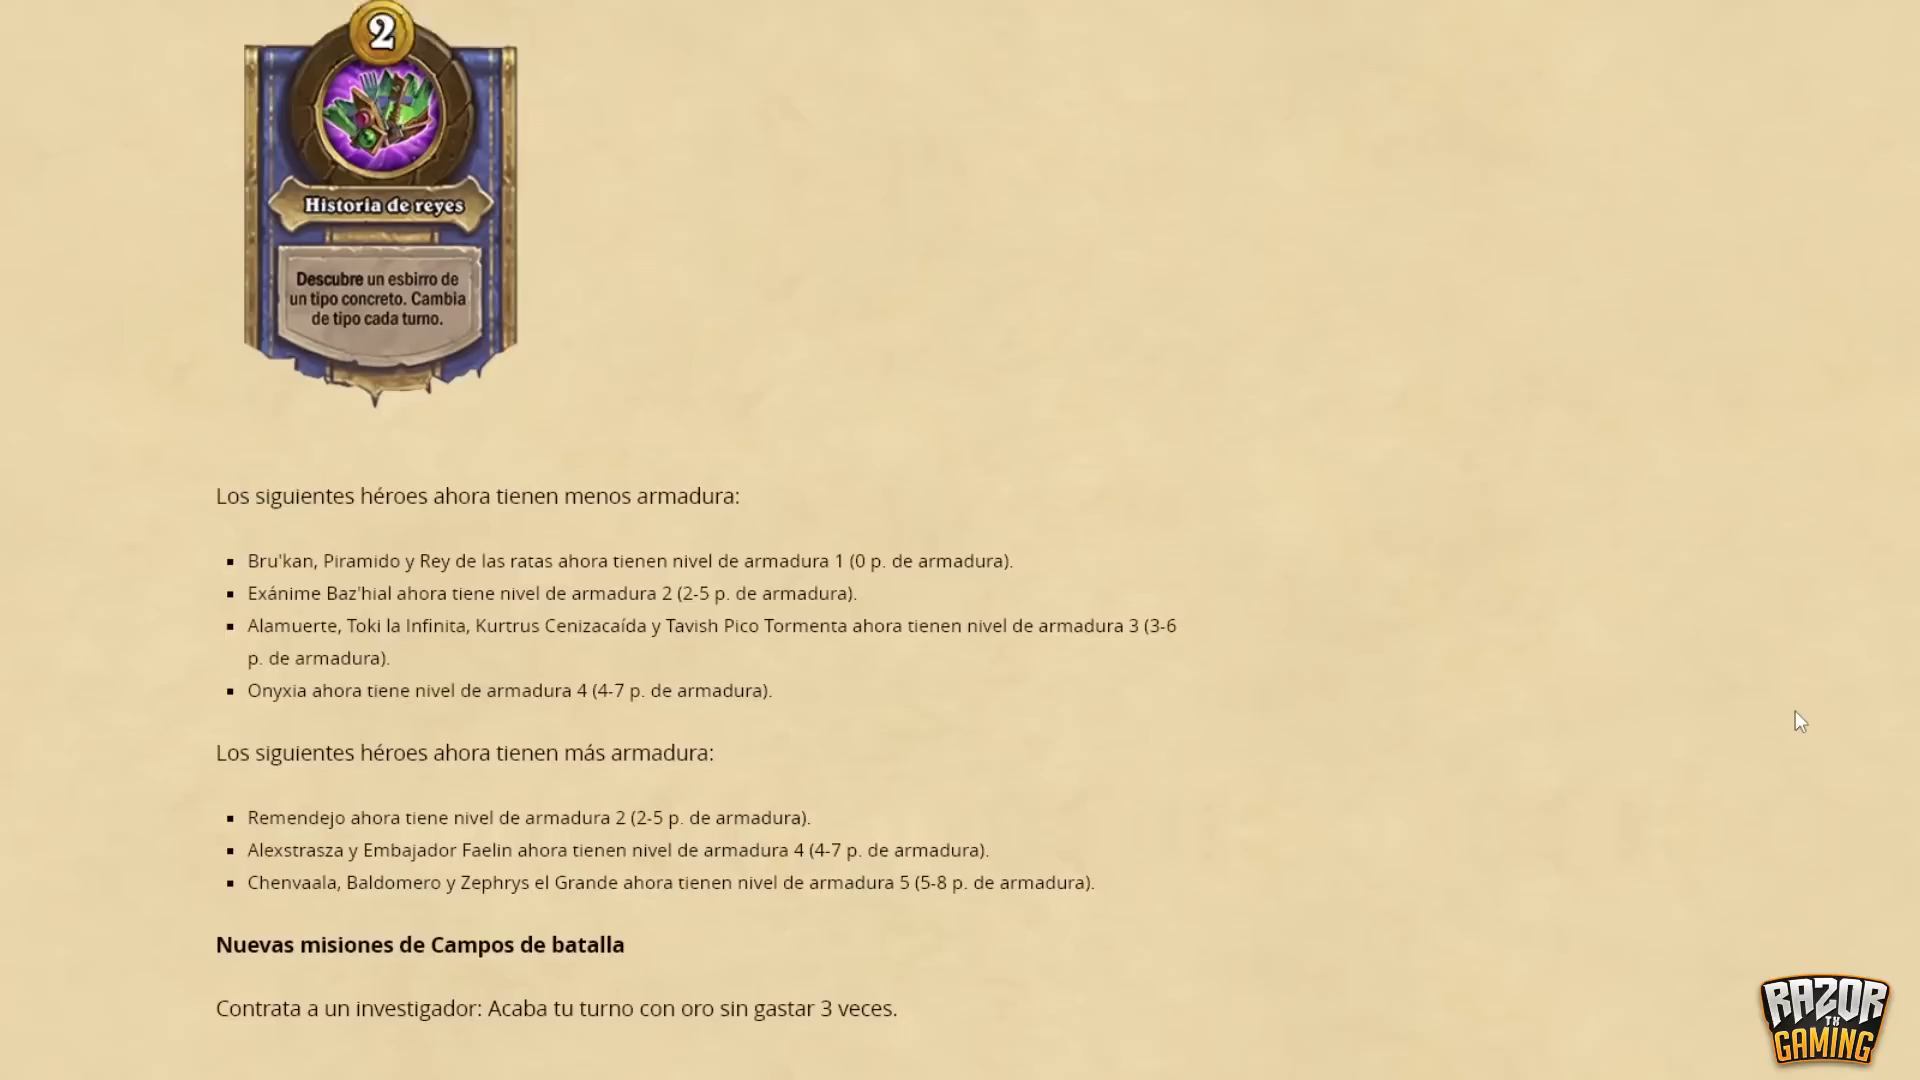 2
Historia de reyes
Descubre un esbirro de
un tipo concreto. Cambia
de tipo cada turno.
Los siguientes héroes ahora tienen menos armadura:
▪ Bru'kan, Piramido y Rey de las ratas ahora tienen nivel de armadura 1 (0 p. de armadura).
▪ Exánime Baz'hial ahora tiene nivel de armadura 2 (2-5 p. de armadura).
▪ Alamuerte, Toki la Infinita, Kurtrus Cenizacaída y Tavish Pico Tormenta ahora tienen nivel de armadura 3 (3-6
p. de armadura).
▪ Onyxia ahora tiene nivel de armadura 4 (4-7 p. de armadura).
Los siguientes héroes ahora tienen más armadura:
▪ Remendejo ahora tiene nivel de armadura 2 (2-5 p. de armadura).
▪ Alexstrasza y Embajador Faelin ahora tienen nivel de armadura 4 (4-7 p. de armadura).
▪ Chenvaala, Baldomero y Zephrys el Grande ahora tienen nivel de armadura 5 (5-8 p. de armadura).
Nuevas misiones de Campos de batalla
Contrata a un investigador: Acaba tu turno con oro sin gastar 3 veces.
RAZOR
TX
GAMING